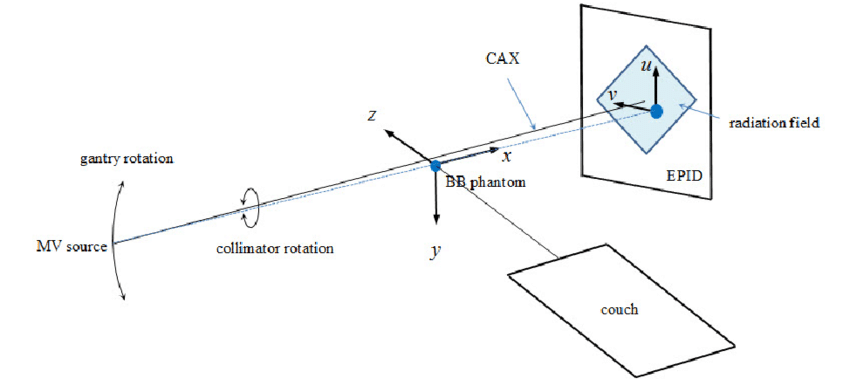 CAX
u
v
radiation field
z
gantry rotation
x
EPID
BB phantom
MV source
collimator rotation
y
couch